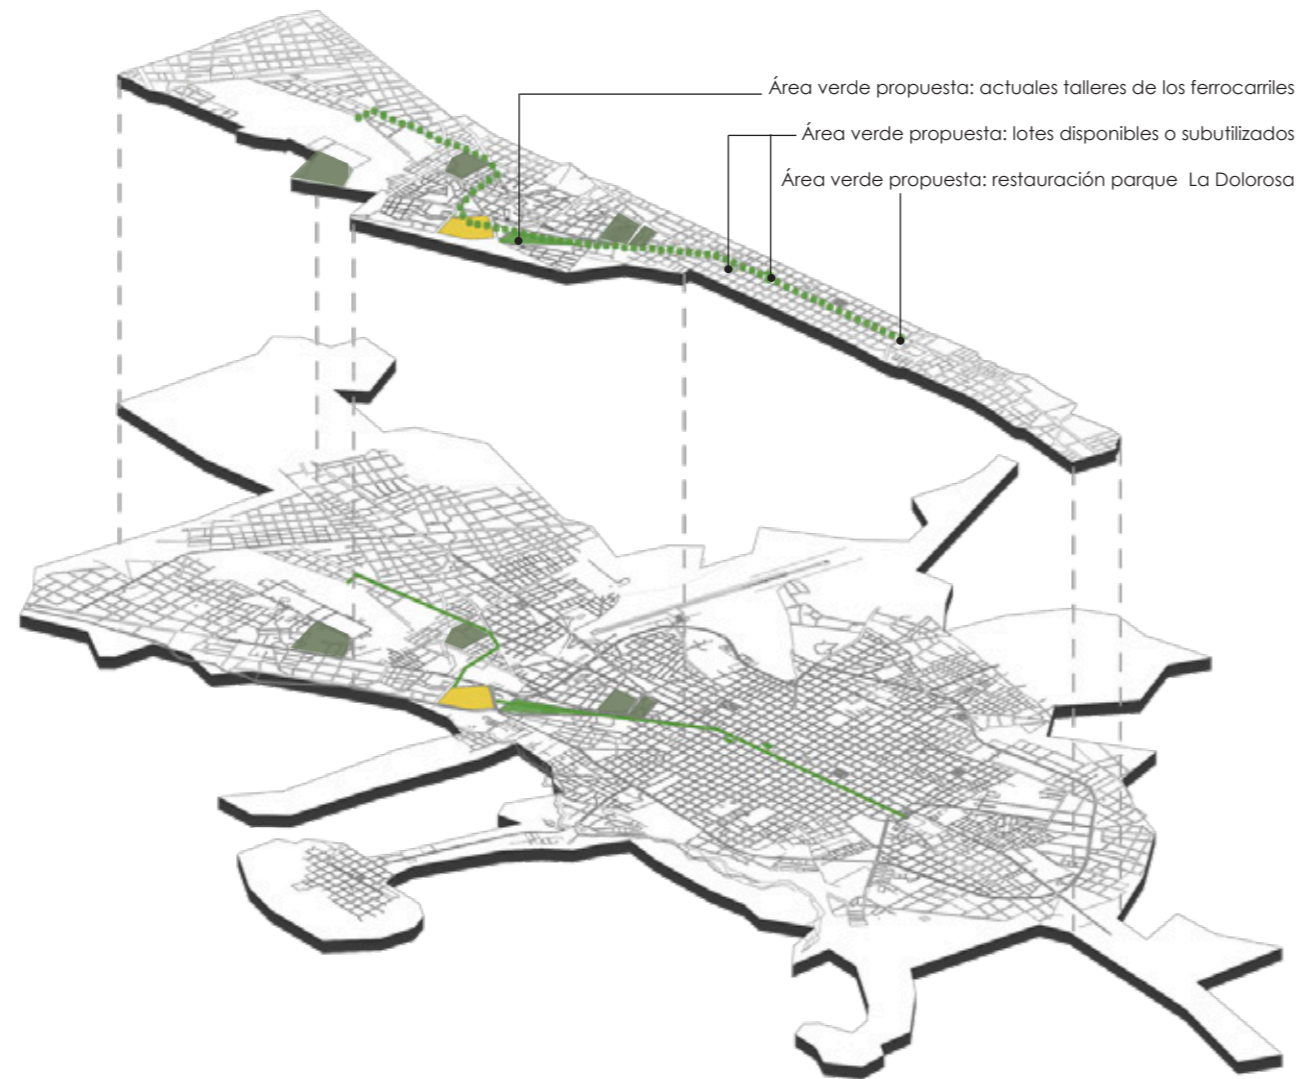 Área verde propuesta: actuales talleres de los ferrocarriles
Área verde propuesta: lotes disponibles o subutilizados
Área verde propuesta: restauración parque La Dolorosa